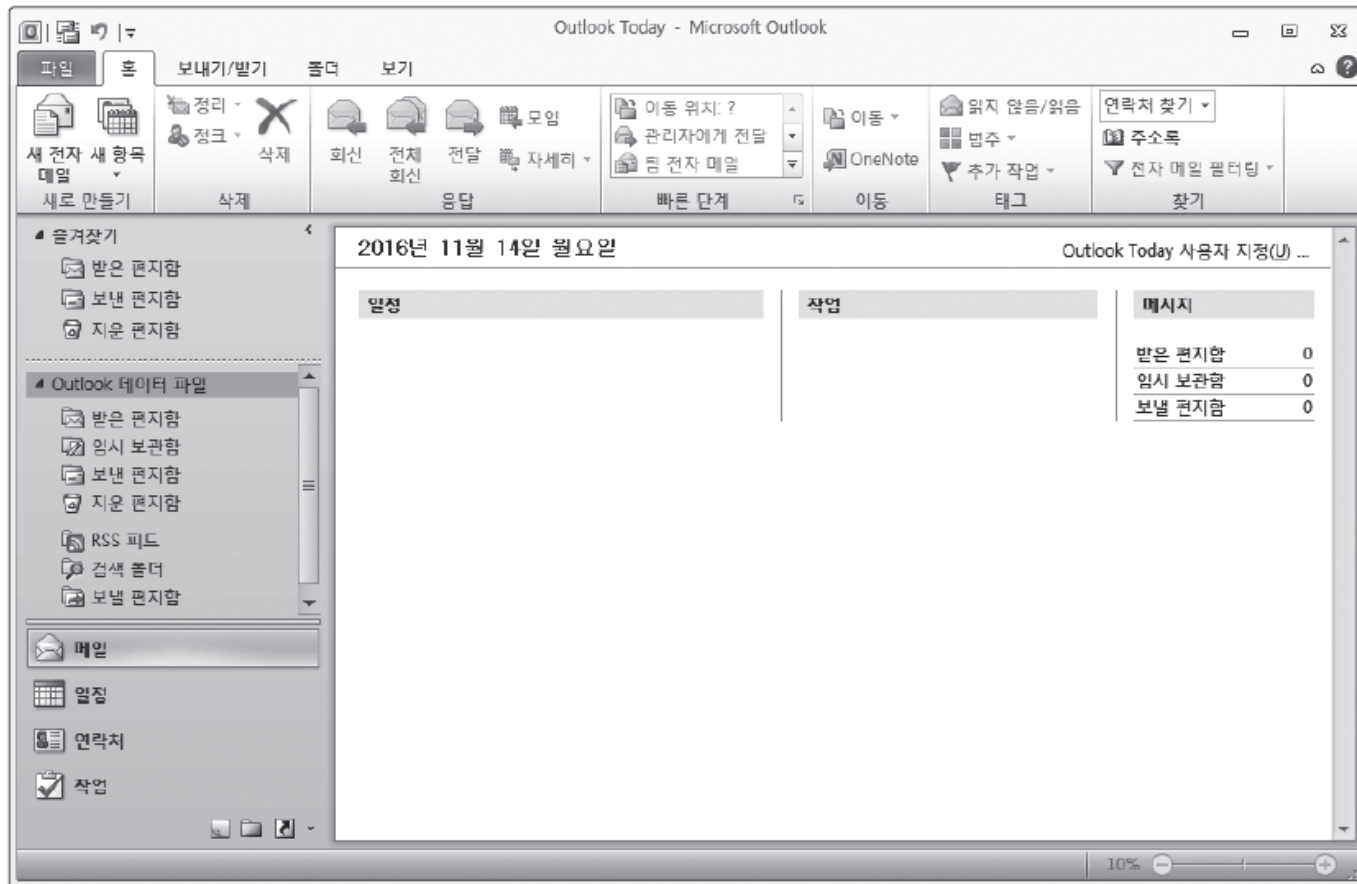 Outlook Today - Microsoft Outlook
파일 홈 보내기/받기 폴더 보기
새 전자 메일
새 항목
새로 만들기
정리
정크
삭제
삭제
회신
전체 회신
전달
모임
자세히
응답
이동 위치: ?
관리자에게 전달
팀 전자 메일
빠른 단계
이동
OneNote
이동
읽지 않음/읽음
범주
추가 작업
태그
연락처 찾기
주소록
전자 메일 필터링
찾기
즐겨찾기
받은 편지함
보낸 편지함
지운 편지함
Outlook 데이터 파일
받은 편지함
임시 보관함
보낸 편지함
지운 편지함
RSS 피드
검색 폴더
보낼 편지함
메일
일정
연락처
작업
2016년 11월 14일 월요일
Outlook Today 사용자 지정(U) ...
일정
작업
메시지
받은 편지함 0
임시 보관함 0
보낼 편지함 0
10%